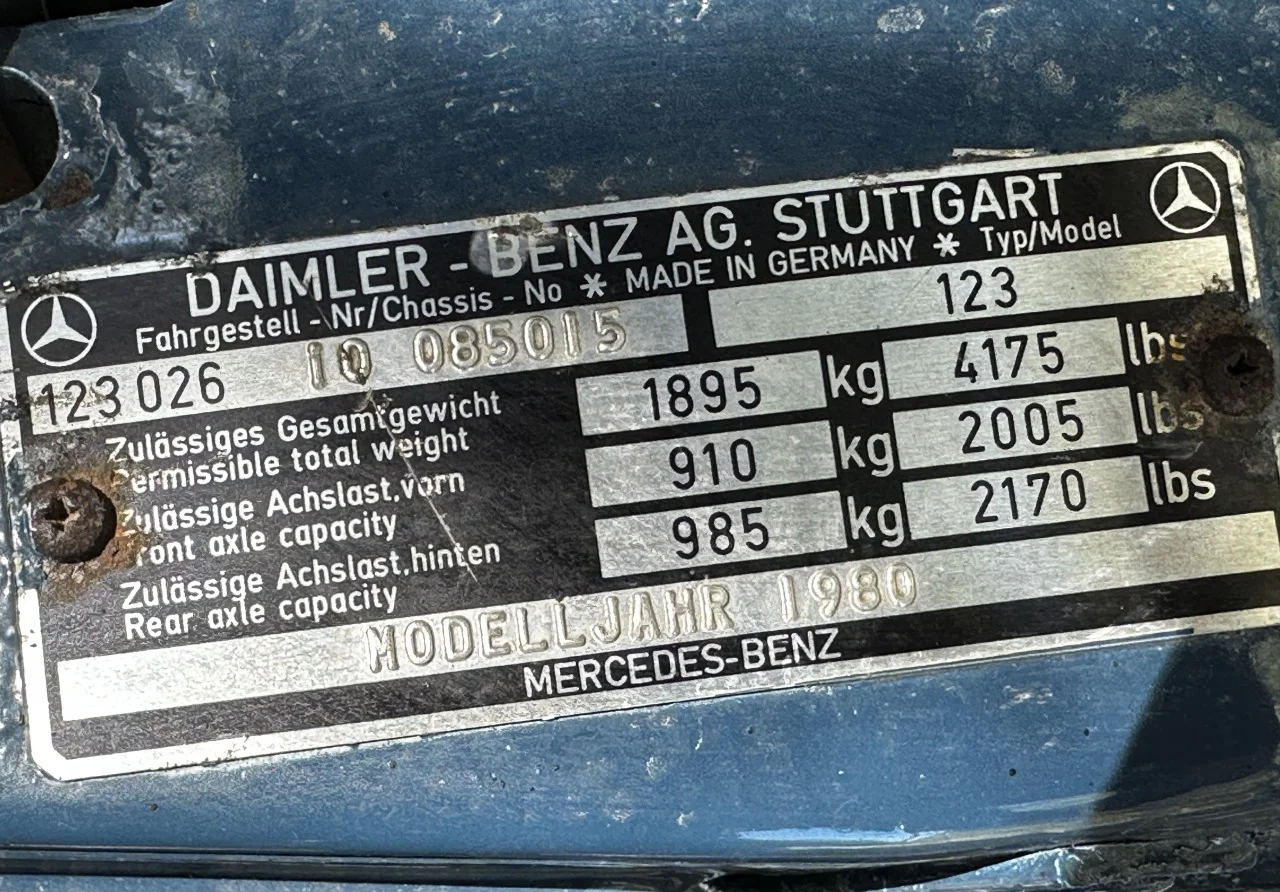 DAIMLER - BENZ AG. STUTTGART
Fahrgestell - Nr/Chassis - No * MADE IN GERMANY * Typ/Model
123 026 10 085015 123
Zulässiges Gesamtgewicht
Permissible total weight 1895 kg 4175 lbs
Zulässige Achslast.vorn
Front axle capacity 910 kg 2005 lbs
Zulässige Achslast.hinten
Rear axle capacity 985 kg 2170 lbs
MODELLJAHR 1980
MERCEDES-BENZ